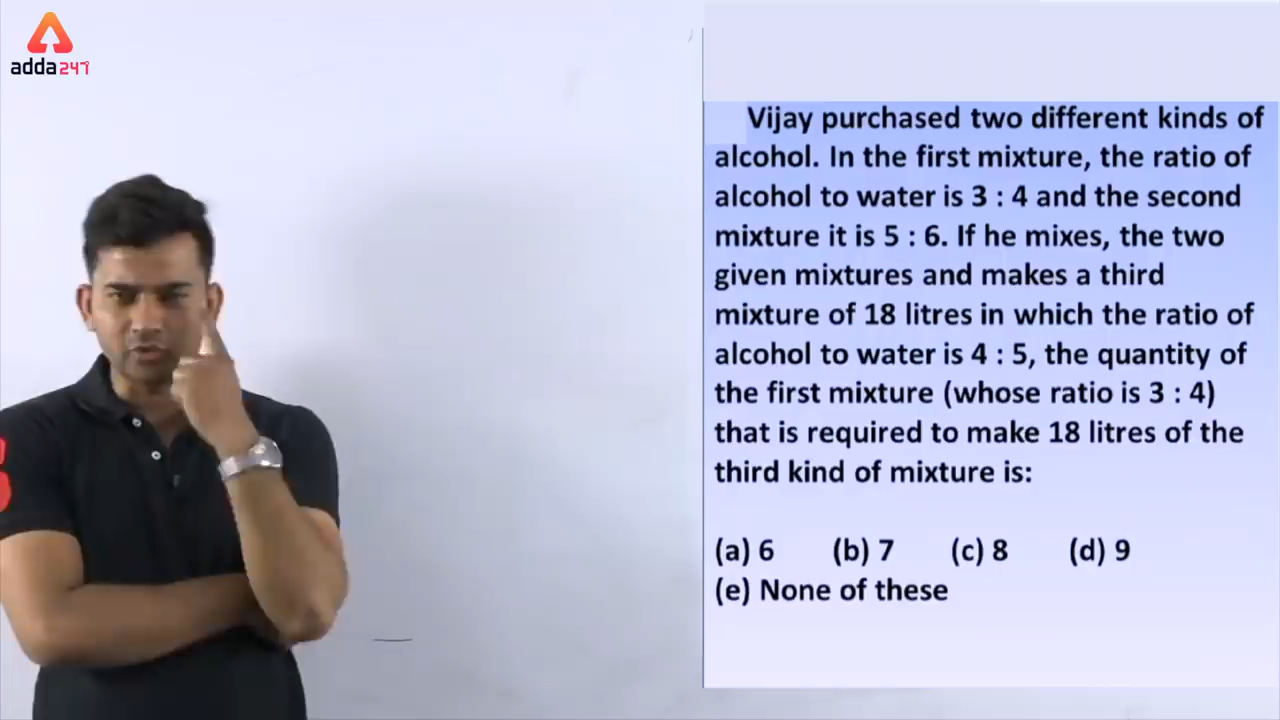 adda247
Vijay purchased two different kinds of
alcohol. In the first mixture, the ratio of
alcohol to water is 3 : 4 and the second
mixture it is 5 : 6. If he mixes, the two
given mixtures and makes a third
mixture of 18 litres in which the ratio of
alcohol to water is 4 : 5, the quantity of
the first mixture (whose ratio is 3 : 4)
that is required to make 18 litres of the
third kind of mixture is:
(a) 6 (b) 7 (c) 8 (d) 9
(e) None of these